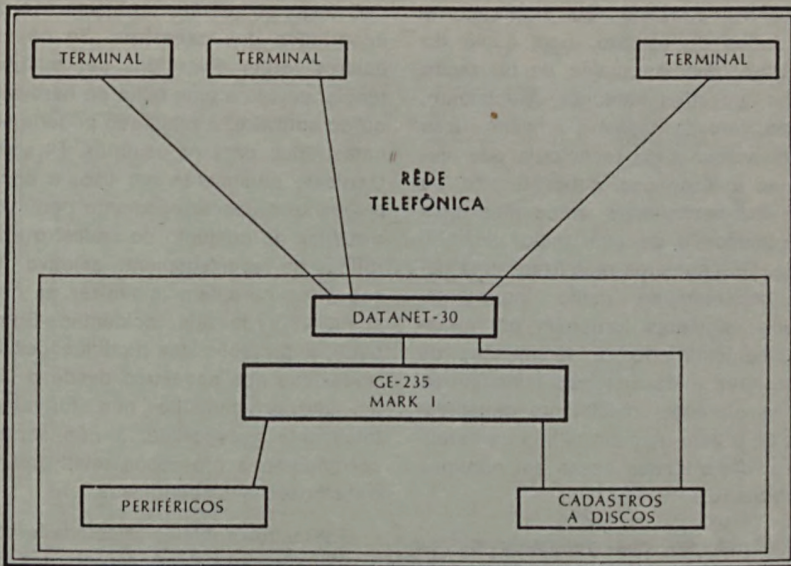 TERMINAL
TERMINAL
TERMINAL
RÊDE
TELEFÔNICA
DATANET-30
GE-235
MARK I
PERIFÉRICOS
CADASTROS
A DISCOS